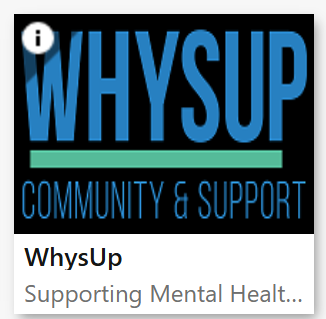 WHYSUP
COMMUNITY & SUPPORT
WhysUp
Supporting Mental Healt...